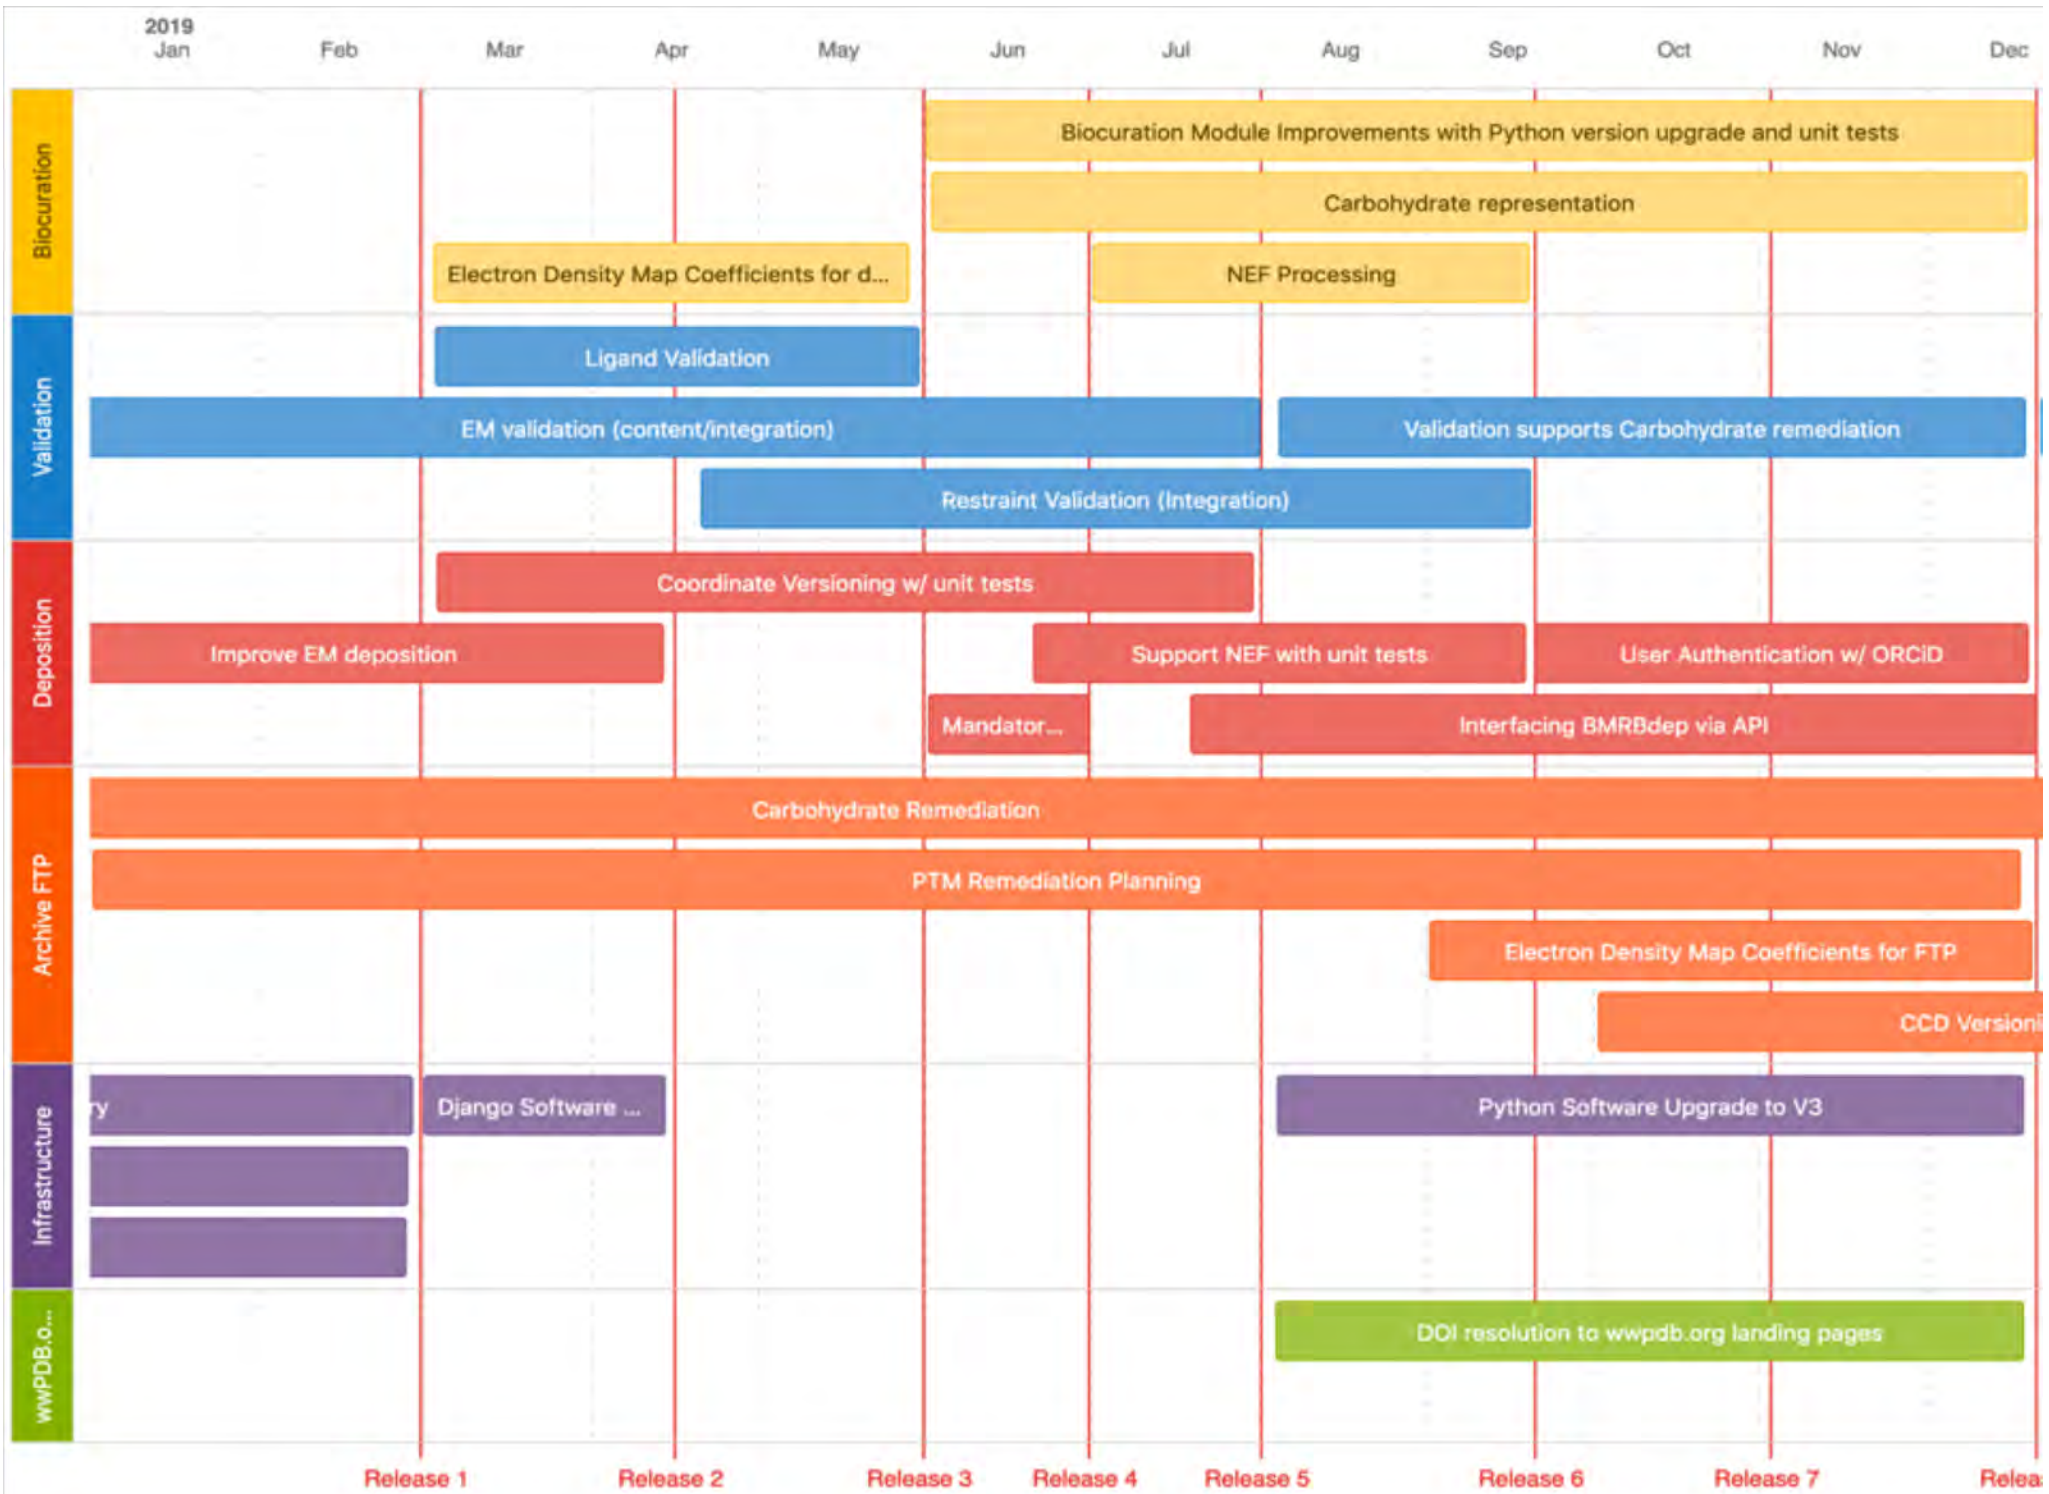 2019
Jan Feb Mar Apr May Jun Jul Aug Sep Oct Nov Dec
Biocuration
Biocuration Module Improvements with Python version upgrade and unit tests
Carbohydrate representation
Electron Density Map Coefficients for d...
NEF Processing
Validation
Ligand Validation
EM validation (content/integration)
Validation supports Carbohydrate remediation
Restraint Validation (Integration)
Deposition
Coordinate Versioning w/ unit tests
Improve EM deposition
Support NEF with unit tests
User Authentication w/ ORCiD
Mandator...
Interfacing BMRBdep via API
Archive FTP
Carbohydrate Remediation
PTM Remediation Planning
Electron Density Map Coefficients for FTP
CCD Versioni
Infrastructure
ry
Django Software ...
Python Software Upgrade to V3
wwPDB.o...
DOI resolution to wwpdb.org landing pages
Release 1 Release 2 Release 3 Release 4 Release 5 Release 6 Release 7 Relea